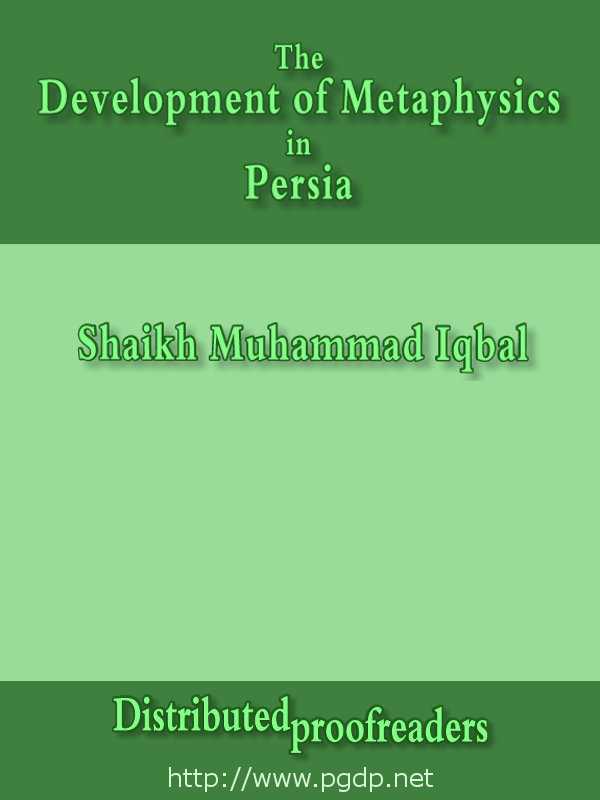 The
Development of Metaphysics
in
Persia
Shaikh Muhammad Iqbal
Distributed proofreaders
http://www.pgdp.net